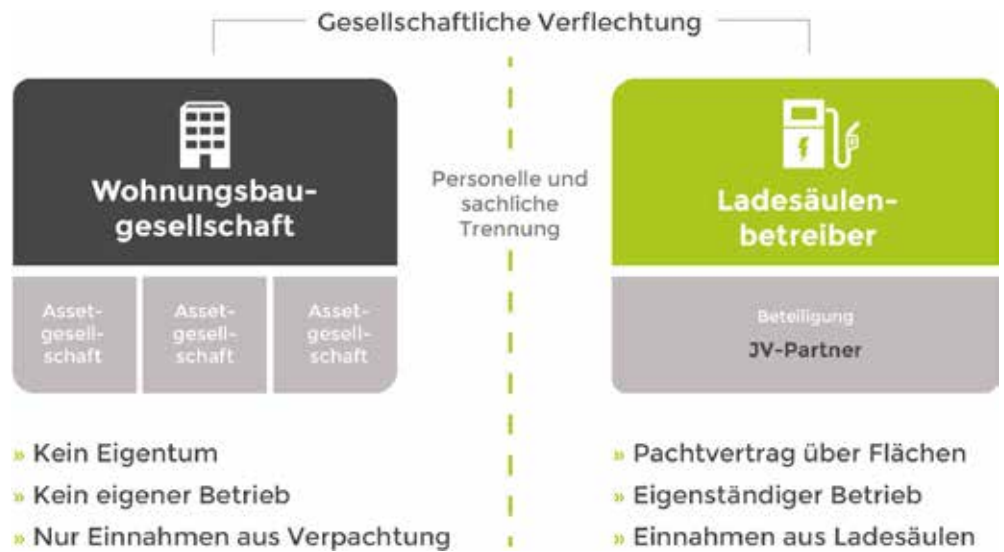 Gesellschaftliche Verflechtung
Wohnungsbau-
gesellschaft
Asset-
gesell-
schaft
Asset-
gesell-
schaft
Asset-
gesell-
schaft
» Kein Eigentum
» Kein eigener Betrieb
» Nur Einnahmen aus Verpachtung
Personelle und
sachliche
Trennung
Ladesäulen-
betreiber
Beteiligung
JV-Partner
» Pachtvertrag über Flächen
» Eigenständiger Betrieb
» Einnahmen aus Ladesäulen